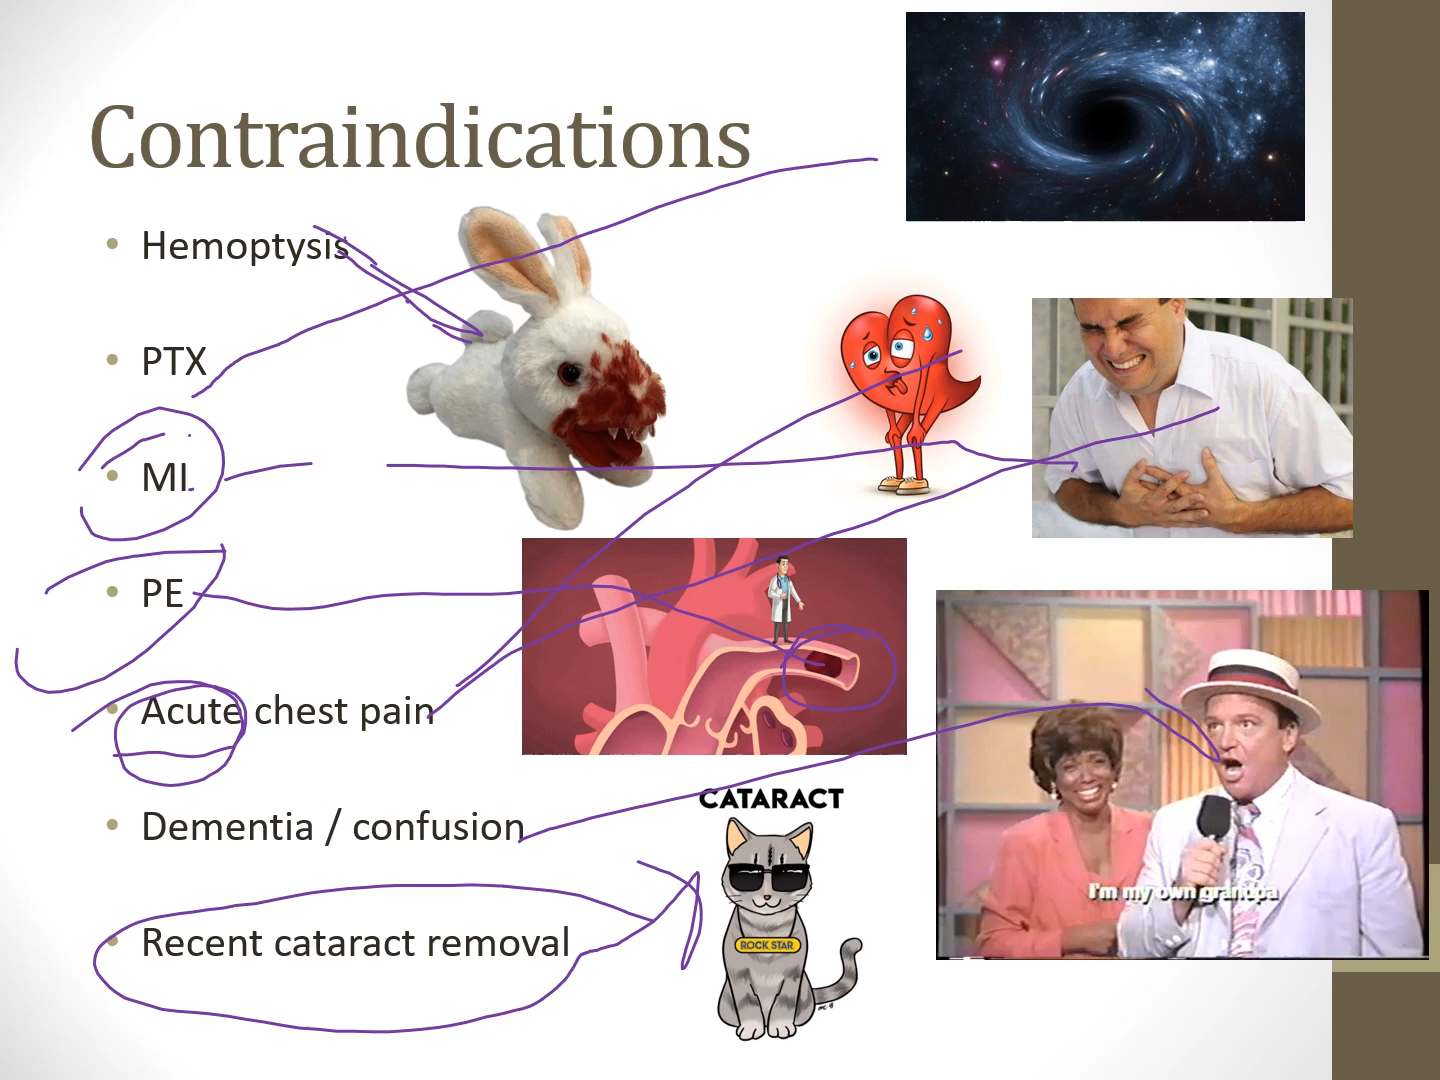 Contraindications
• Hemoptysis
• PTX
• MI
• PE
• Acute chest pain
• Dementia / confusion
• Recent cataract removal
CATARACT
ROCK STAR
I'm my own grandpa